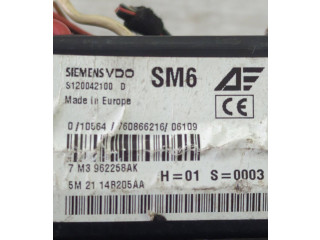 SIEMENS VDO SM6
S120042100 D
Made in Europe
CE
0 /10664 / 760866216/ 06109
7 M3 962258AK H=01 S=0003
5M 21 14B205AA